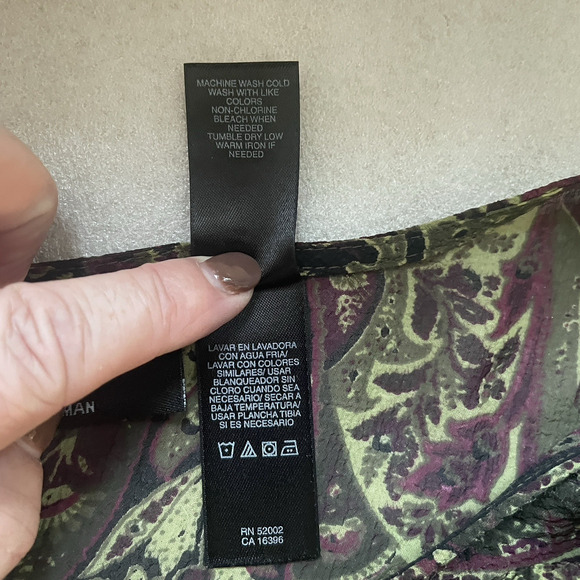 MACHINE WASH COLD
WASH WITH LIKE
COLORS
NON-CHLORINE
BLEACH WHEN
NEEDED
TUMBLE DRY LOW
WARM IRON IF
NEEDED
LAVAR EN LAVADORA
CON AGUA FRIA/
LAVAR CON COLORES
SIMILARES/ USAR
BLANQUEADOR SIN
CLORO CUANDO SEA
NECESARIO/ SECAR A
BAJA TEMPERATURA/
USAR PLANCHA TIBIA
SI ES NECESARIO
RN 52002
CA 16396
MAN